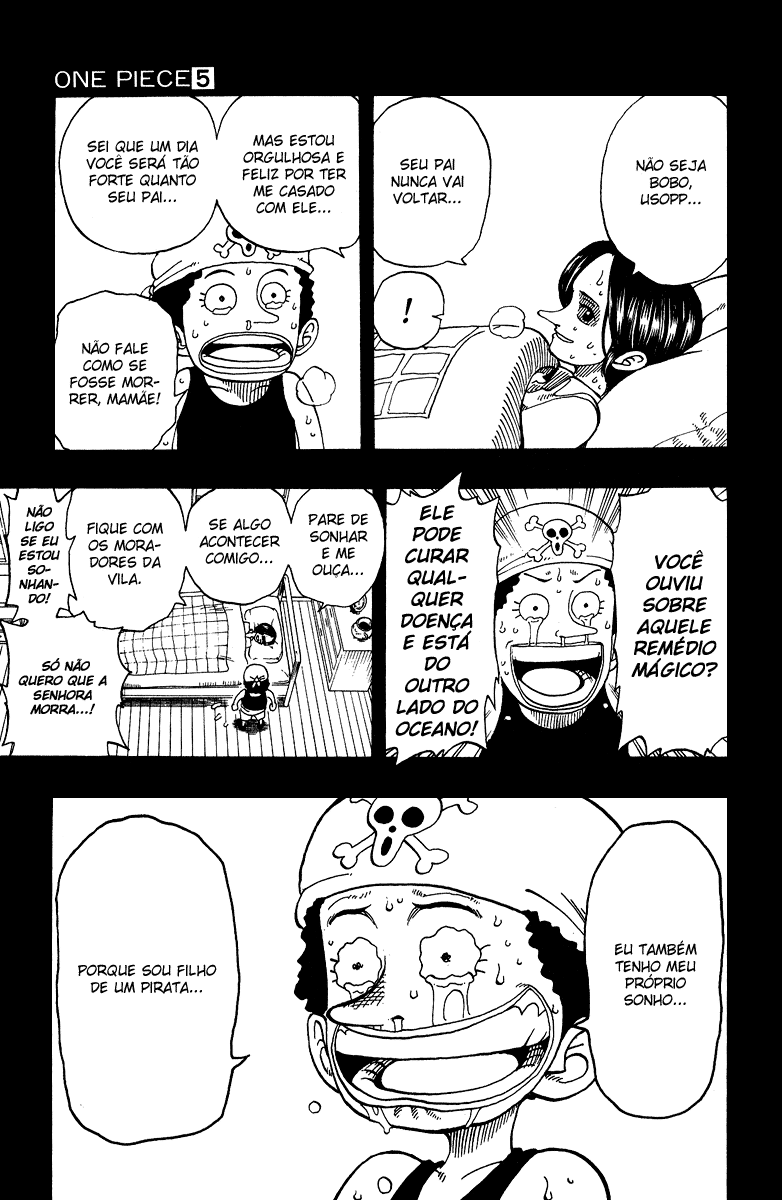 ONE PIECE 5
NÃO SEJA
BOBO,
USOPP...
SEU PAI
NUNCA VAI
VOLTAR...
!
MAS ESTOU
ORGULHOSA E
FELIZ POR TER
ME CASADO
COM ELE...
SEI QUE UM DIA
VOCÊ SERÁ TÃO
FORTE QUANTO
SEU PAI...
NÃO FALE
COMO SE
FOSSE MOR-
RER, MAMÃE!
VOCÊ
OUVIU
SOBRE
AQUELE
REMÉDIO
MÁGICO?
ELE
PODE
CURAR
QUAL-
QUER
DOENÇA
E ESTÁ
DO
OUTRO
LADO DO
OCEANO!
PARE DE
SONHAR
E ME
OUÇA...
SE ALGO
ACONTECER
COMIGO...
FIQUE COM
OS MORA-
DORES DA
VILA.
NÃO
LIGO
SE EU
ESTOU
SO-
NHAN-
DO!
SÓ NÃO
QUERO QUE A
SENHORA
MORRA...!
EU TAMBÉM
TENHO MEU
PRÓPRIO
SONHO...
PORQUE SOU FILHO
DE UM PIRATA...